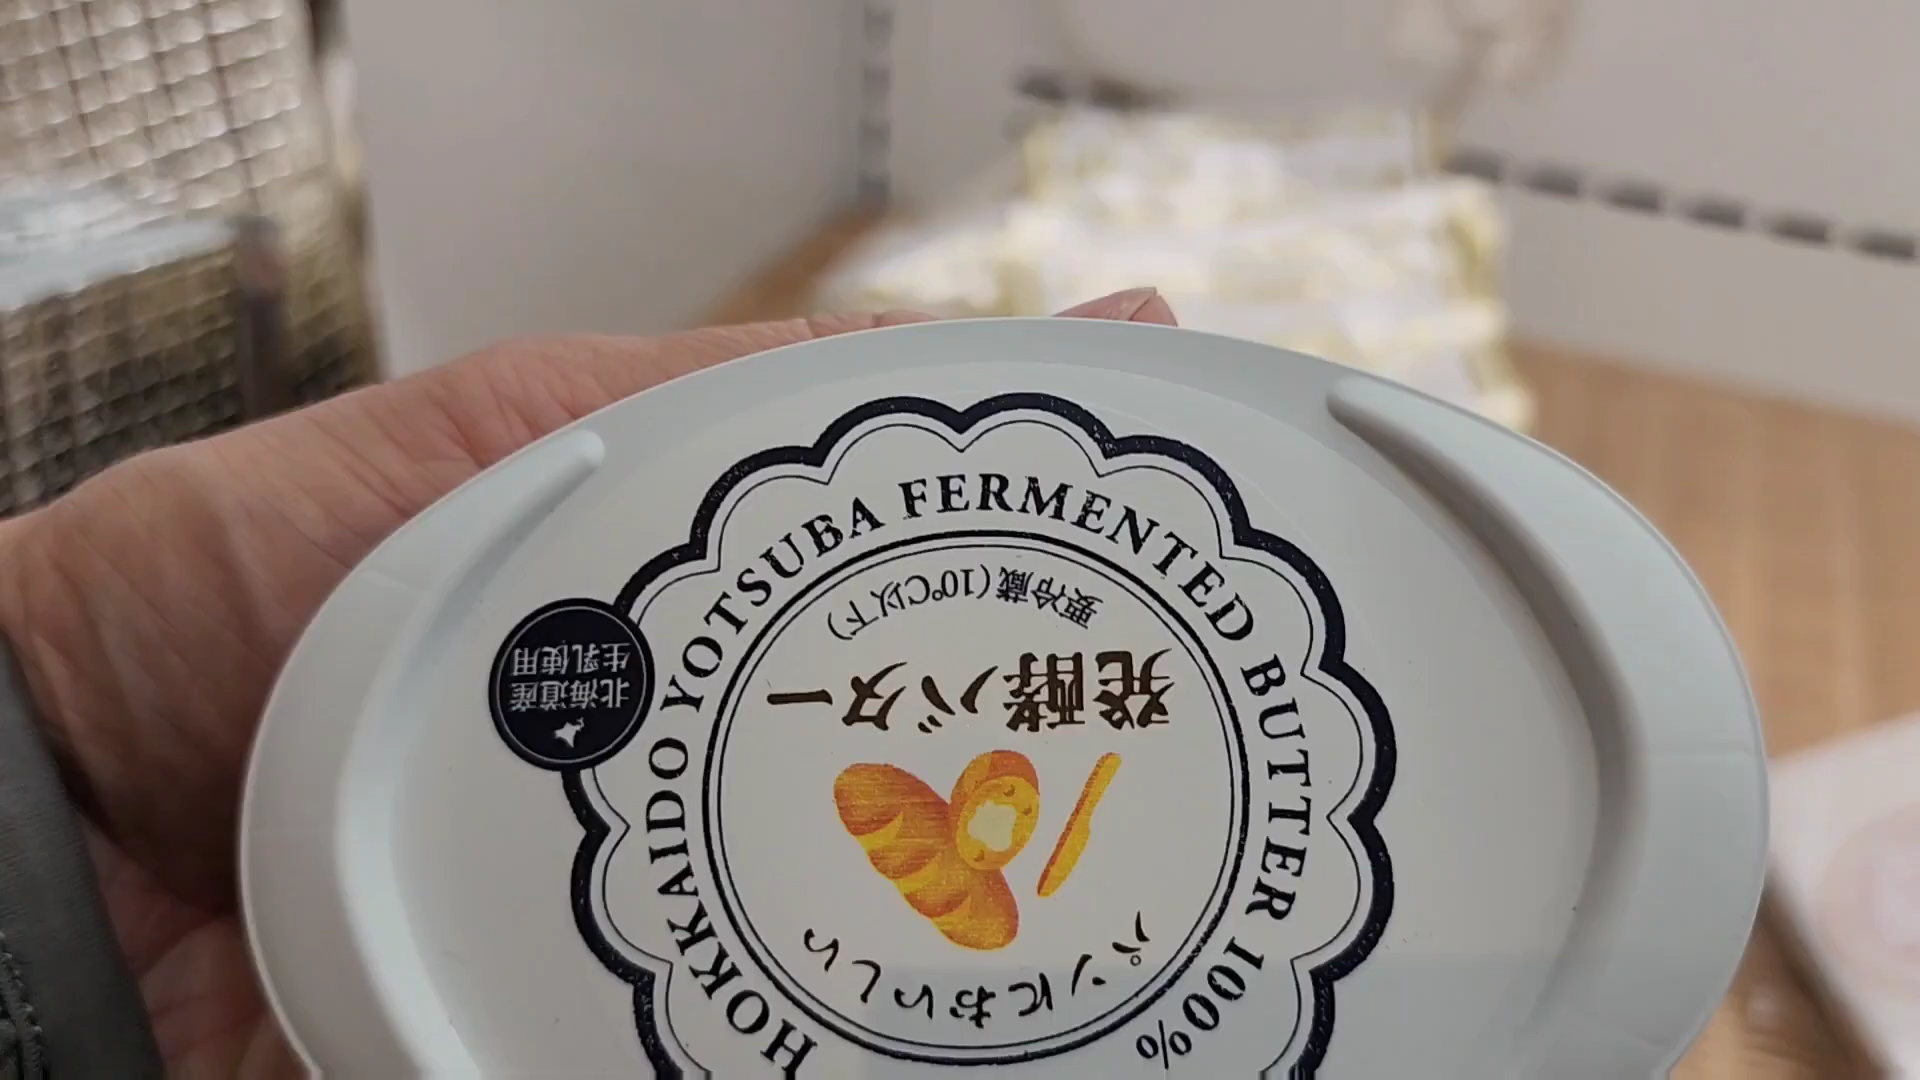 HOKKAIDO YOTSUBA FERMENTED BUTTER 100%
パンにおいしい
発酵バター
要冷蔵(10℃以下)
北海道産
生乳使用